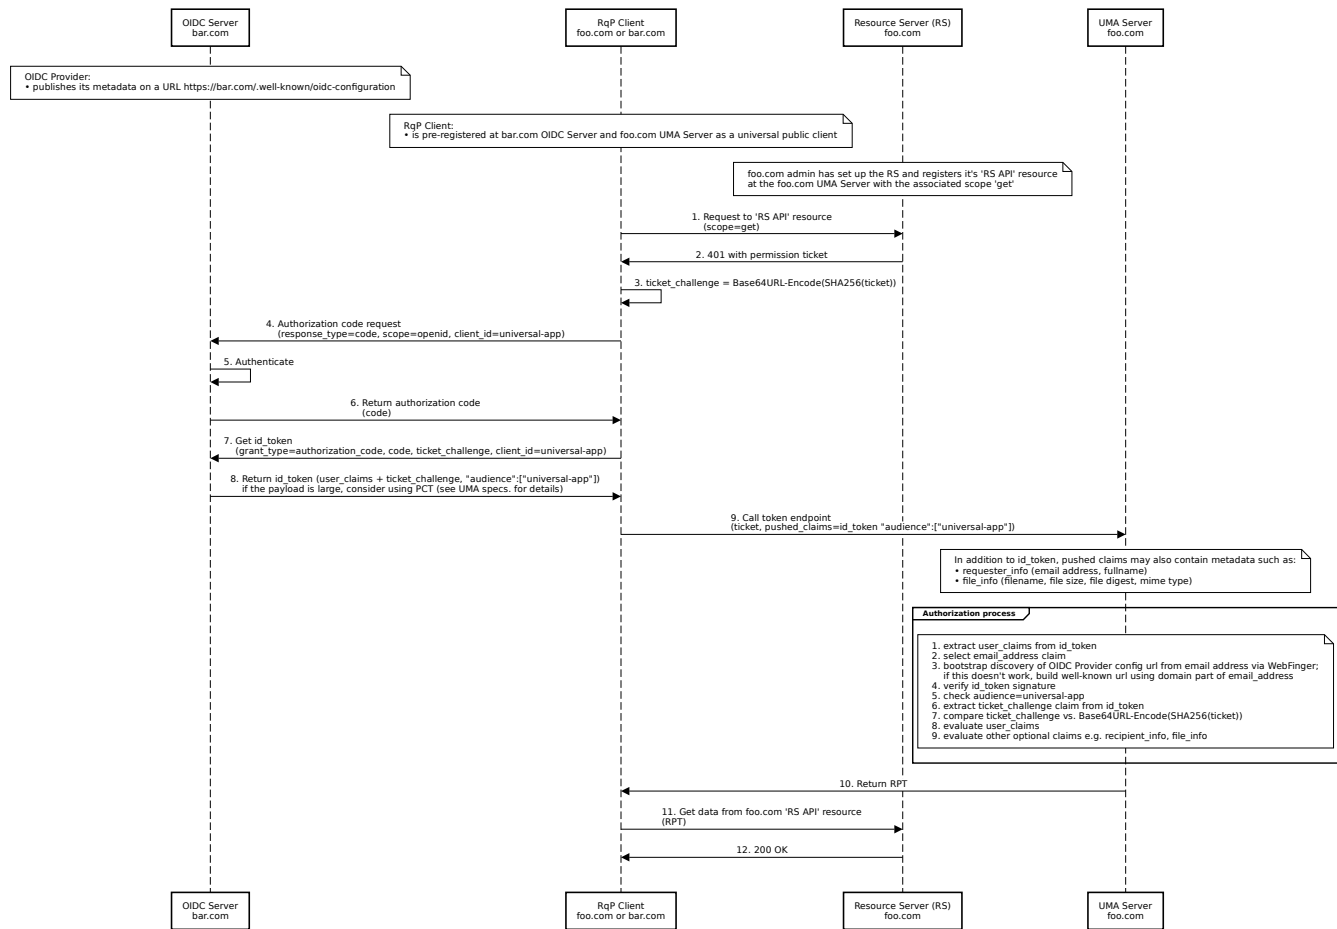 OIDC Server
bar.com
RqP Client
foo.com or bar.com
Resource Server (RS)
foo.com
UMA Server
foo.com
OIDC Provider:
• publishes its metadata on a URL https://bar.com/.well-known/oidc-configuration
RqP Client:
• is pre-registered at bar.com OIDC Server and foo.com UMA Server as a universal public client
foo.com admin has set up the RS and registers it's 'RS API' resource
at the foo.com UMA Server with the associated scope 'get'
1. Request to 'RS API' resource
(scope=get)
2. 401 with permission ticket
3. ticket_challenge = Base64URL-Encode(SHA256(ticket))
4. Authorization code request
(response_type=code, scope=openid, client_id=universal-app)
5. Authenticate
6. Return authorization code
(code)
7. Get id_token
(grant_type=authorization_code, code, ticket_challenge, client_id=universal-app)
8. Return id_token (user_claims + ticket_challenge, "audience":["universal-app"])
if the payload is large, consider using PCT (see UMA specs. for details)
9. Call token endpoint
(ticket, pushed_claims=id_token "audience":["universal-app"])
In addition to id_token, pushed claims may also contain metadata such as:
• requester_info (email address, fullname)
• file_info (filename, file size, file digest, mime type)
Authorization process
1. extract user_claims from id_token
2. select email_address claim
3. bootstrap discovery of OIDC Provider config url from email address via WebFinger;
if this doesn't work, build well-known url using domain part of email_address
4. verify id_token signature
5. check audience=universal-app
6. extract ticket_challenge claim from id_token
7. compare ticket_challenge vs. Base64URL-Encode(SHA256(ticket))
8. evaluate user_claims
9. evaluate other optional claims e.g. recipient_info, file_info
10. Return RPT
11. Get data from foo.com 'RS API' resource
(RPT)
12. 200 OK
OIDC Server
bar.com
RqP Client
foo.com or bar.com
Resource Server (RS)
foo.com
UMA Server
foo.com